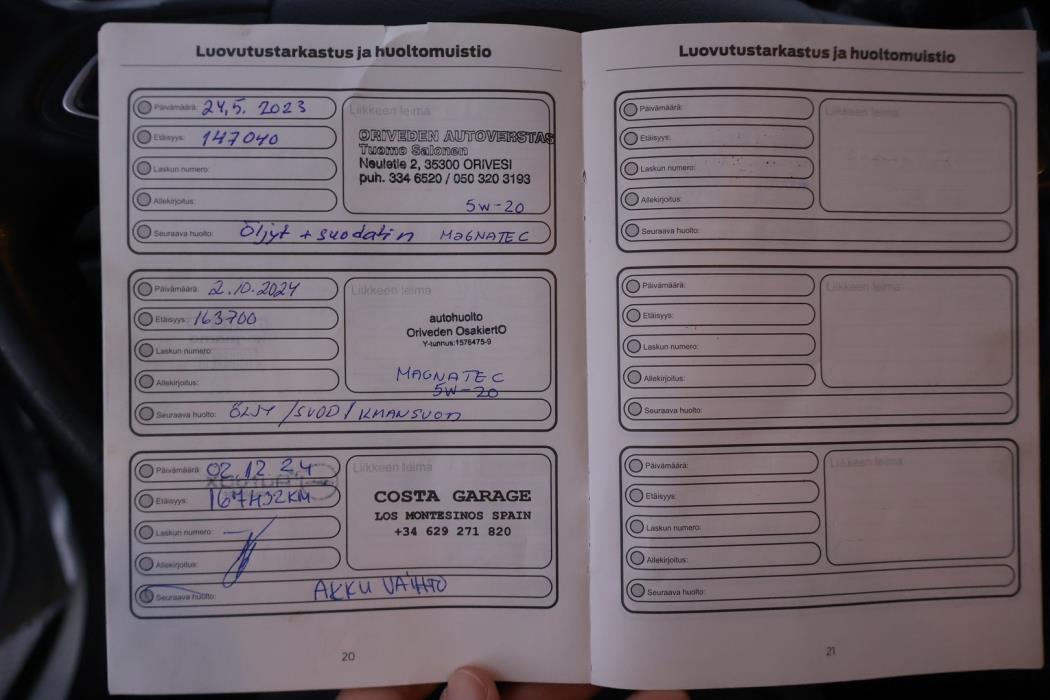 Luovutustarkastus ja huoltomuistio
Päivämäärä: 24,5. 2023
Liikkeen leima
Etäisyys: 147040
ORIVEDEN AUTOVERSTAS
Tuomo Salonen
Laskun numero:
Neuletie 2, 35300 ORIVESI
puh. 334 6520 / 050 320 3193
Allekirjoitus:
5W-20
Seuraava huolto: Öljyt + suodatin MAGNATEC
Päivämäärä: 2.10.2024
Liikkeen leima
Etäisyys: 163700
autohuolto
Oriveden OsakiertO
Y-tunnus:1576475-9
Laskun numero:
Allekirjoitus:
MAGNATEC
5W-20
Seuraava huolto: ÖLJY /SUOD/
Päivämäärä: 02.12 24
Liikkeen leima
Etäisyys: 167432KM
COSTA GARAGE
LOS MONTESINOS SPAIN
+34 629 271 820
Laskun numero:
Allekirjoitus:
Seuraava huolto: AKKU VAIHTO
20
Luovutustarkastus ja huoltomuistio
Päivämäärä:
Liikkeen leima
Etäisyys:
Laskun numero:
Allekirjoitus:
Seuraava huolto:
Päivämäärä:
Liikkeen leima
Etäisyys:
Laskun numero:
Allekirjoitus:
Seuraava huolto:
Päivämäärä:
Liikkeen leima
Etäisyys:
Laskun numero:
Allekirjoitus:
Seuraava huolto:
21